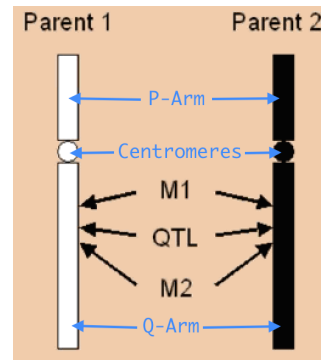 Parent 1 Parent 2
P-Arm
Centromeres
M1
QTL
M2
Q-Arm